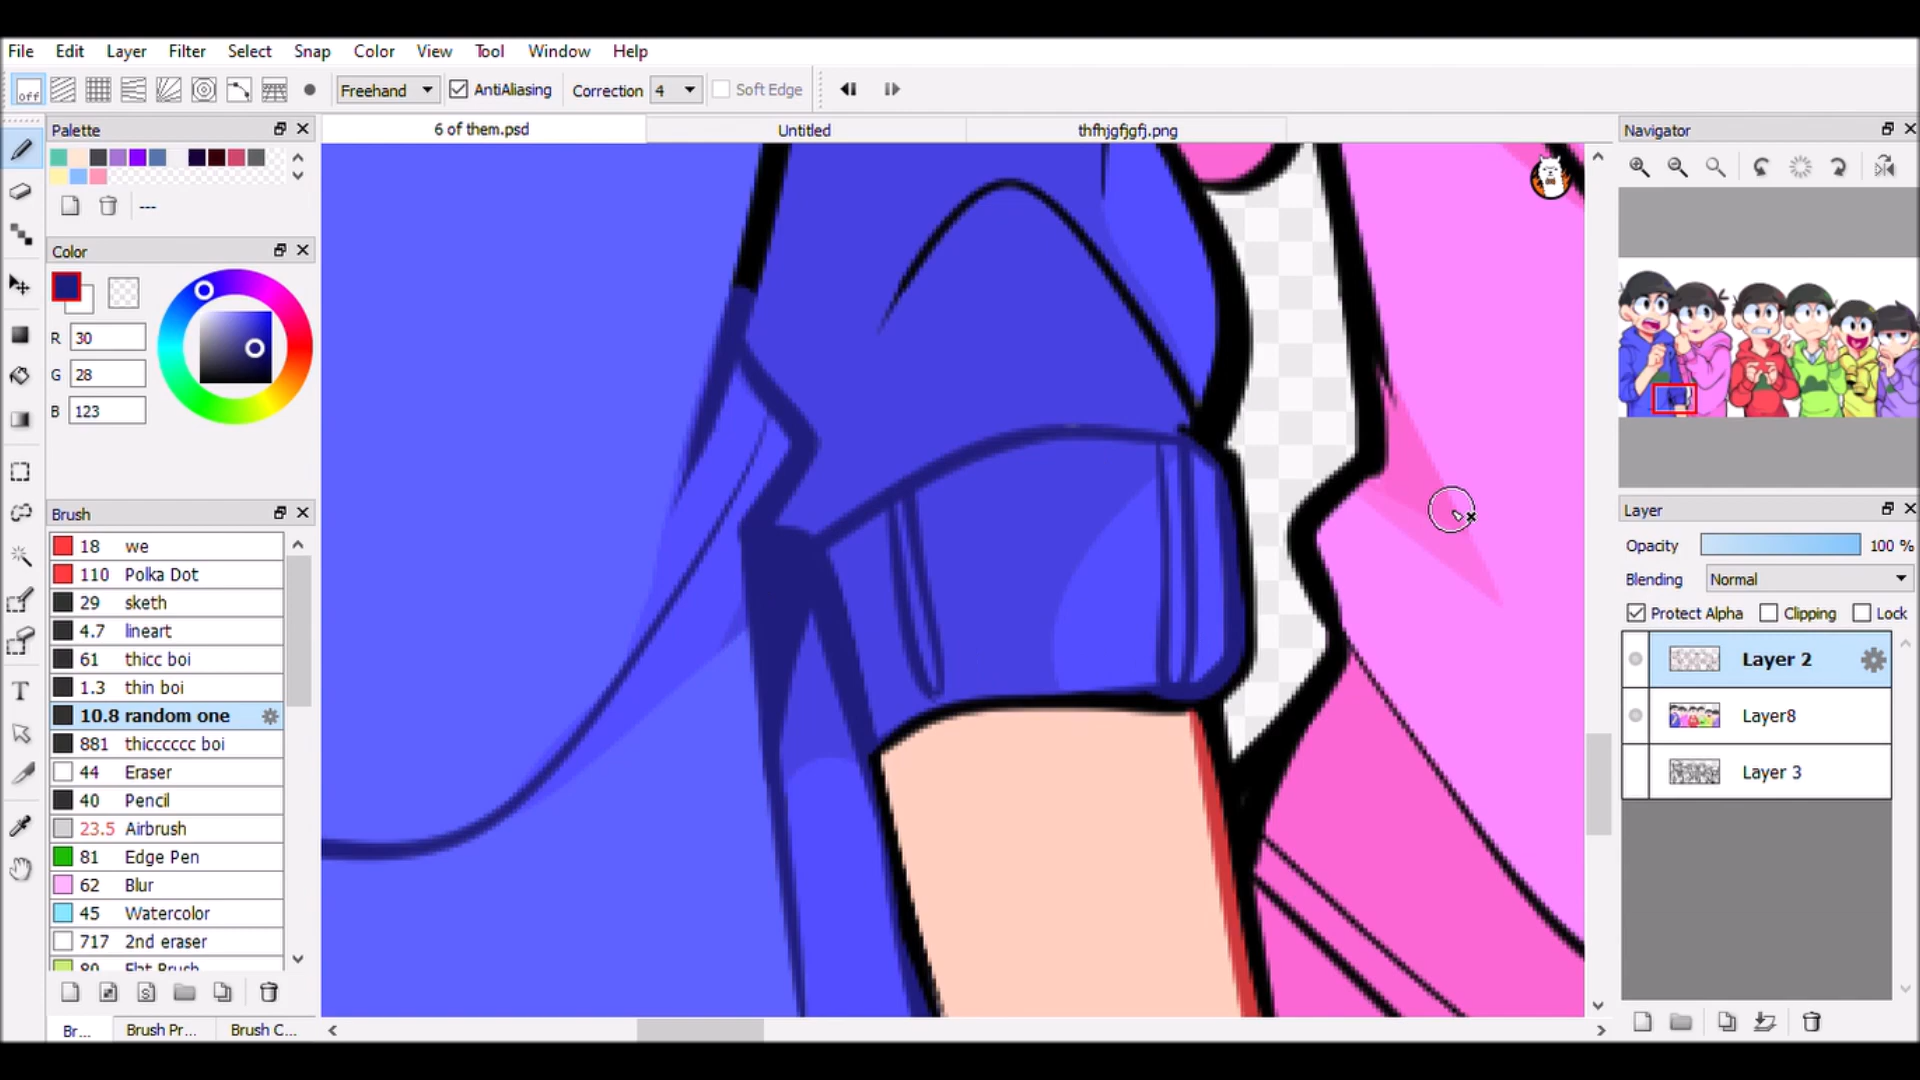 File Edit Layer Filter Select Snap Color View Tool Window Help
off Freehand AntiAliasing Correction 4 Soft Edge
Palette 6 of them.psd Untitled thfhjgfjgfj.png Navigator
---
Color
R 30
G 28
B 123
Brush
18 we
110 Polka Dot
29 sketh
4.7 lineart
61 thicc boi
1.3 thin boi
10.8 random one
881 thicccccc boi
44 Eraser
40 Pencil
23.5 Airbrush
81 Edge Pen
62 Blur
45 Watercolor
717 2nd eraser
80 Flat Brush
Br... Brush Pr... Brush C...
Layer
Opacity 100 %
Blending Normal
Protect Alpha Clipping Lock
Layer 2
Layer8
Layer 3